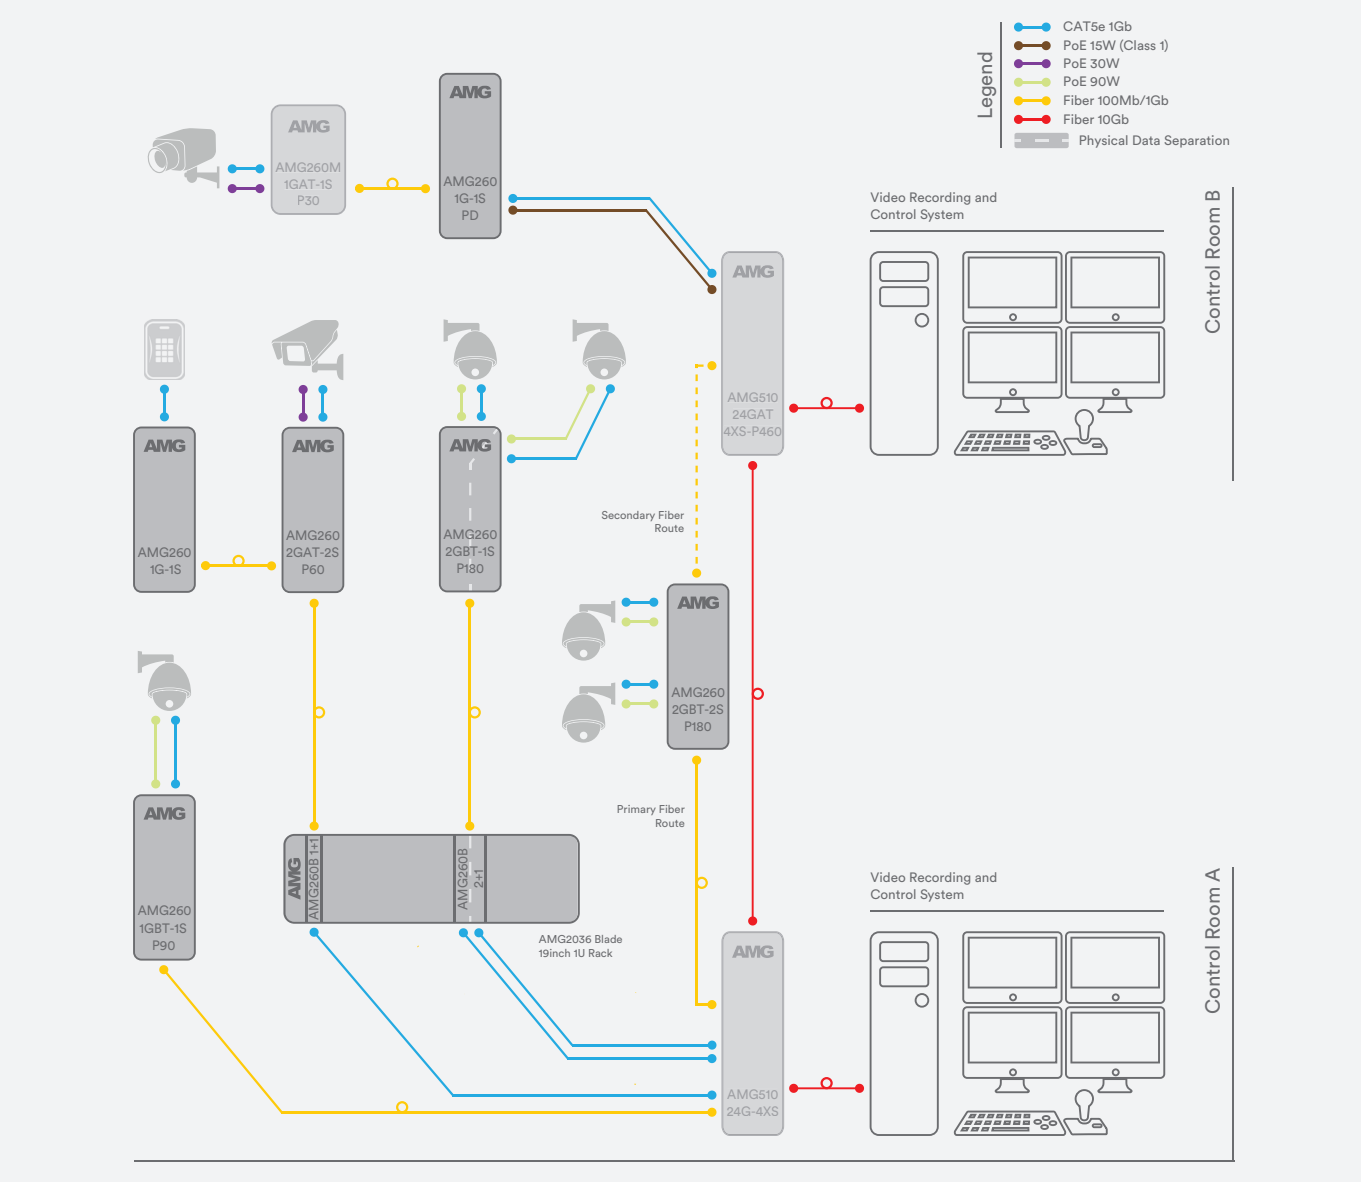 Legend
CAT5e 1Gb
PoE 15W (Class 1)
PoE 30W
PoE 90W
Fiber 100Mb/1Gb
Fiber 10Gb
Physical Data Separation
AMG
AMG260M
1GAT-1S
P30
AMG
AMG260
1G-1S
PD
Video Recording and
Control System
Control Room B
AMG
AMG510
24GAT
4XS-P460
AMG
AMG260
1G-1S
AMG
AMG260
2GAT-2S
P60
AMG
AMG260
2GBT-1S
P180
Secondary Fiber
Route
AMG
AMG260
2GBT-2S
P180
Primary Fiber
Route
AMG
AMG260
1GBT-1S
P90
AMG
AMG260B 1+1
AMG260B
2+1
AMG2036 Blade
19inch 1U Rack
Video Recording and
Control System
Control Room A
AMG
AMG510
24G-4XS